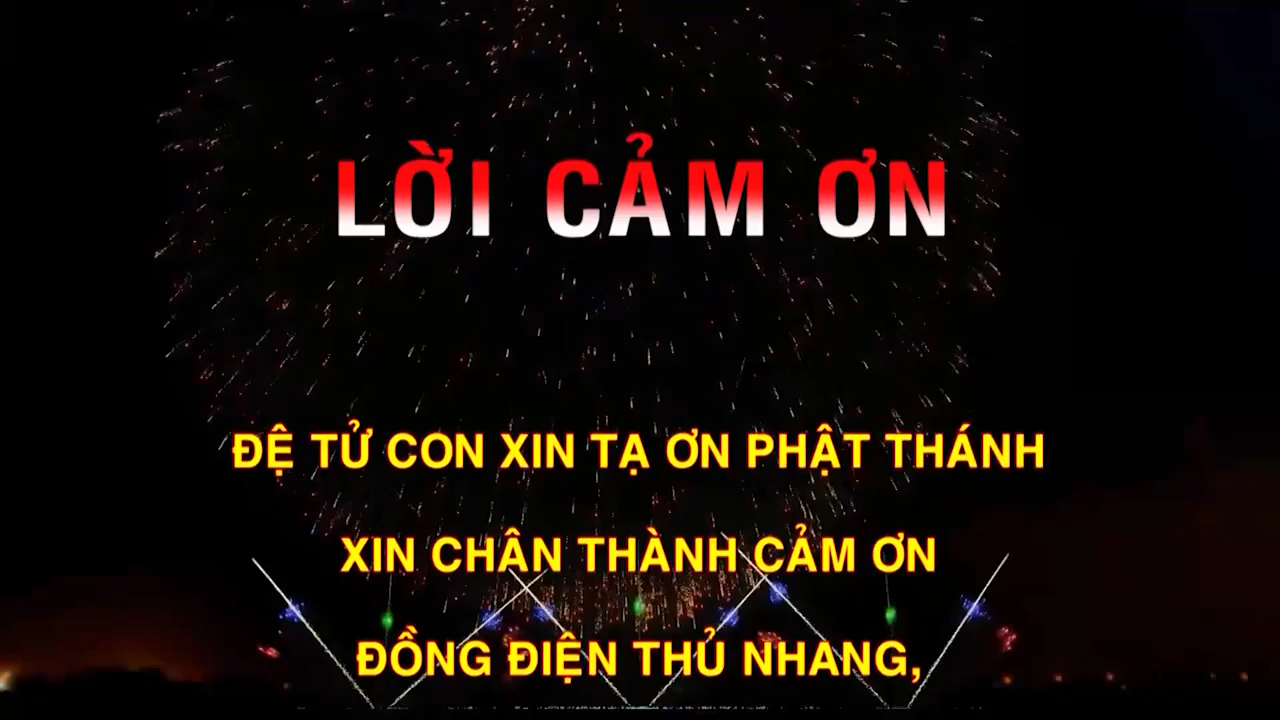 LỜI CẢM ƠN
ĐỆ TỬ CON XIN TẠ ƠN PHẬT THÁNH
XIN CHÂN THÀNH CẢM ƠN
ĐỒNG ĐIỆN THỦ NHANG,